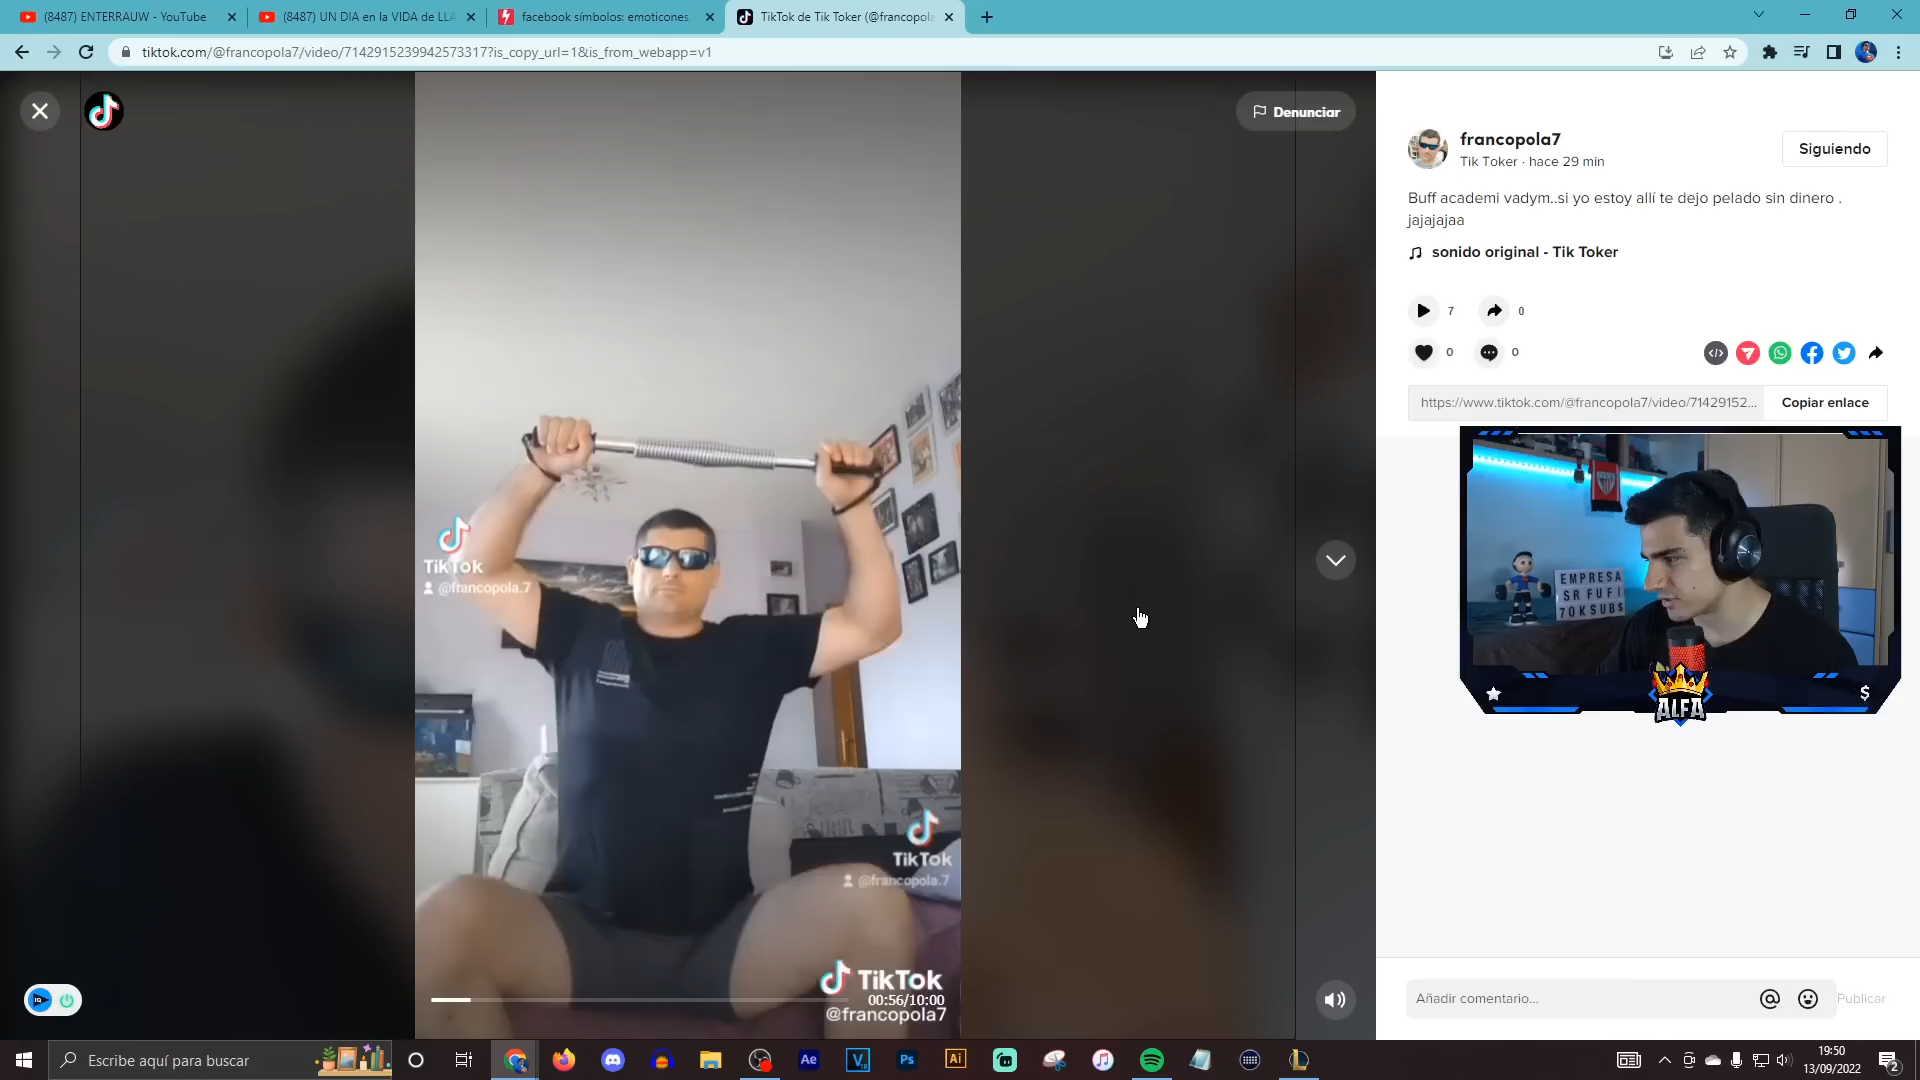 (8487) ENTERRAUW - YouTube
(8487) UN DIA en la VIDA de LLA
facebook símbolos: emoticones,
TikTok de Tik Toker (@francopola
tiktok.com/@francopola7/video/7142915239942573317?is_copy_url=1&is_from_webapp=v1
Denunciar
francopola7
Tik Toker · hace 29 min
Siguiendo
Buff academi vadym..si yo estoy allí te dejo pelado sin dinero .
jajajajaa
sonido original - Tik Toker
7
0
0
0
https://www.tiktok.com/@francopola7/video/71429152...
Copiar enlace
EMPRESA
SR FUFI
70K SUBS
ALFA
$
TikTok
@francopola.7
TikTok
@francopola.7
TikTok
00:56/10:00
@francopola7
Añadir comentario...
Publicar
Escribe aquí para buscar
Ae
V
Ps
Ai
19:50
13/09/2022
2